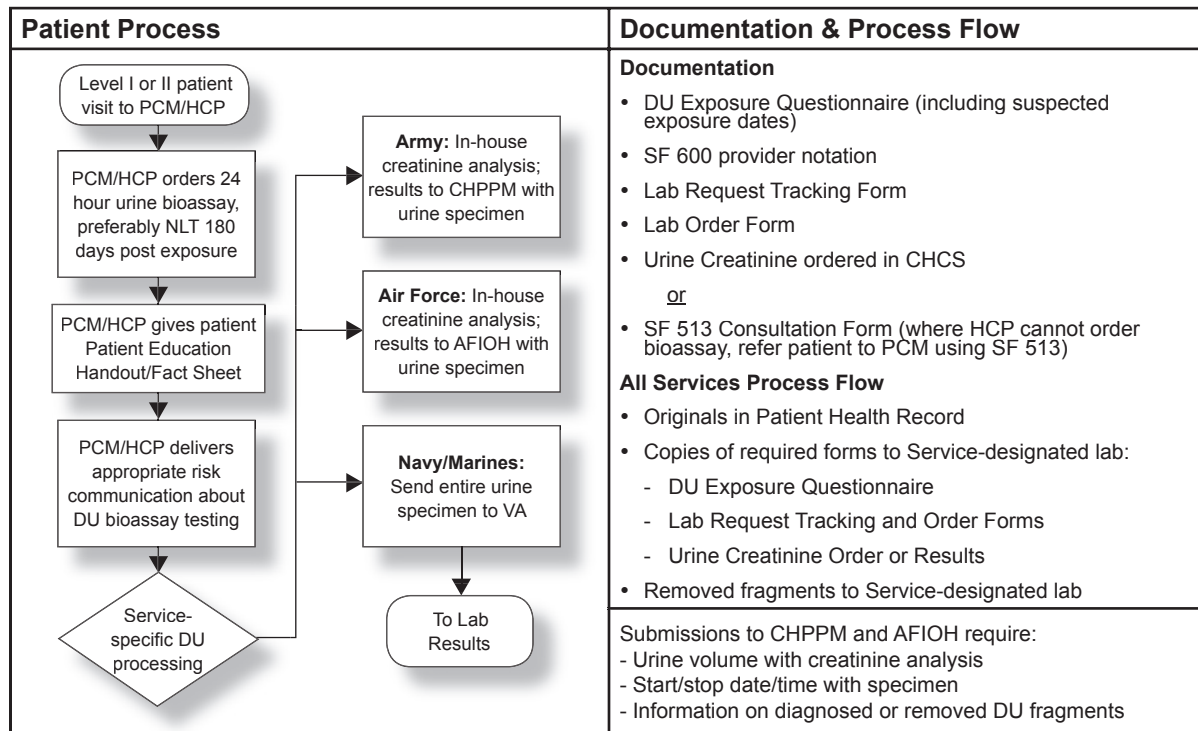 Patient Process
Level I or II patient
visit to PCM/HCP
PCM/HCP orders 24
hour urine bioassay,
preferably NLT 180
days post exposure
PCM/HCP gives patient
Patient Education
Handout/Fact Sheet
PCM/HCP delivers
appropriate risk
communication about
DU bioassay testing
Service-
specific DU
processing
Army: In-house
creatinine analysis;
results to CHPPM with
urine specimen
Air Force: In-house
creatinine analysis;
results to AFIOH with
urine specimen
Navy/Marines:
Send entire urine
specimen to VA
To Lab
Results
Documentation & Process Flow
Documentation
• DU Exposure Questionnaire (including suspected
exposure dates)
• SF 600 provider notation
• Lab Request Tracking Form
• Lab Order Form
• Urine Creatinine ordered in CHCS
or
• SF 513 Consultation Form (where HCP cannot order
bioassay, refer patient to PCM using SF 513)
All Services Process Flow
• Originals in Patient Health Record
• Copies of required forms to Service-designated lab:
- DU Exposure Questionnaire
- Lab Request Tracking and Order Forms
- Urine Creatinine Order or Results
• Removed fragments to Service-designated lab
Submissions to CHPPM and AFIOH require:
- Urine volume with creatinine analysis
- Start/stop date/time with specimen
- Information on diagnosed or removed DU fragments